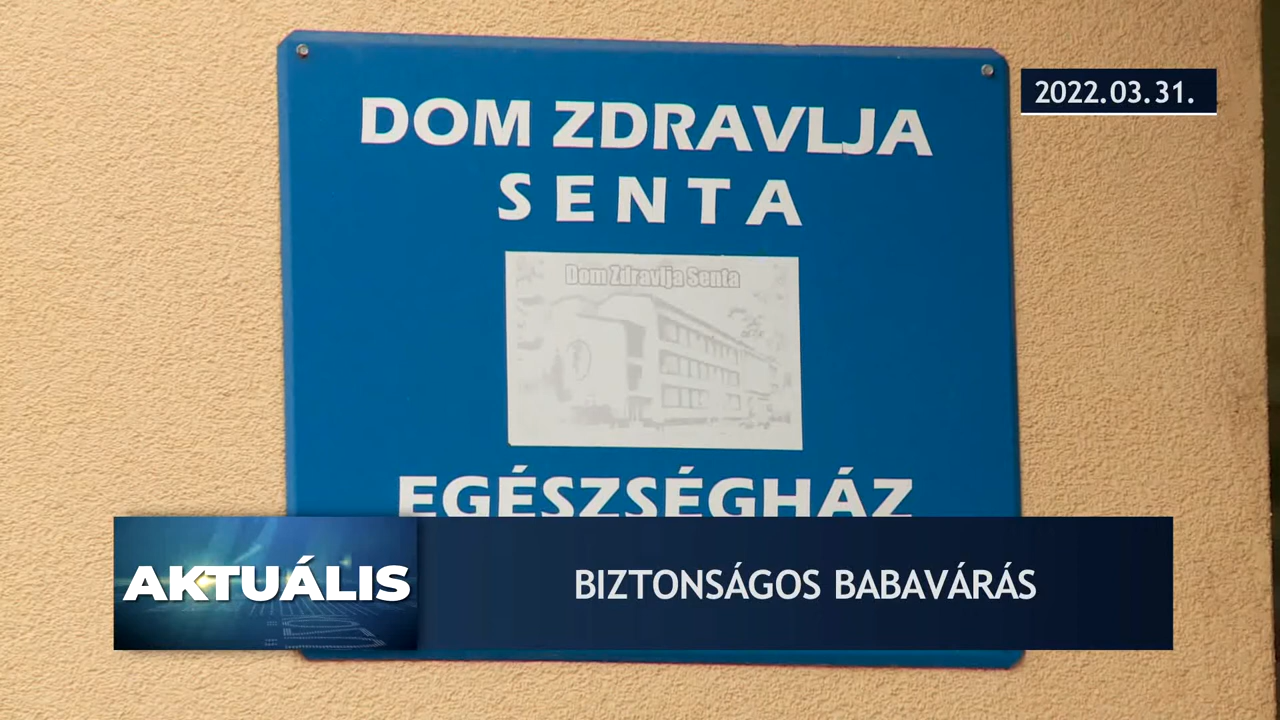 2022.03.31.
DOM ZDRAVLJA
SENTA
Dom Zdravlja Senta
EGÉSZSÉGHÁZ
AKTUÁLIS
BIZTONSÁGOS BABAVÁRÁS